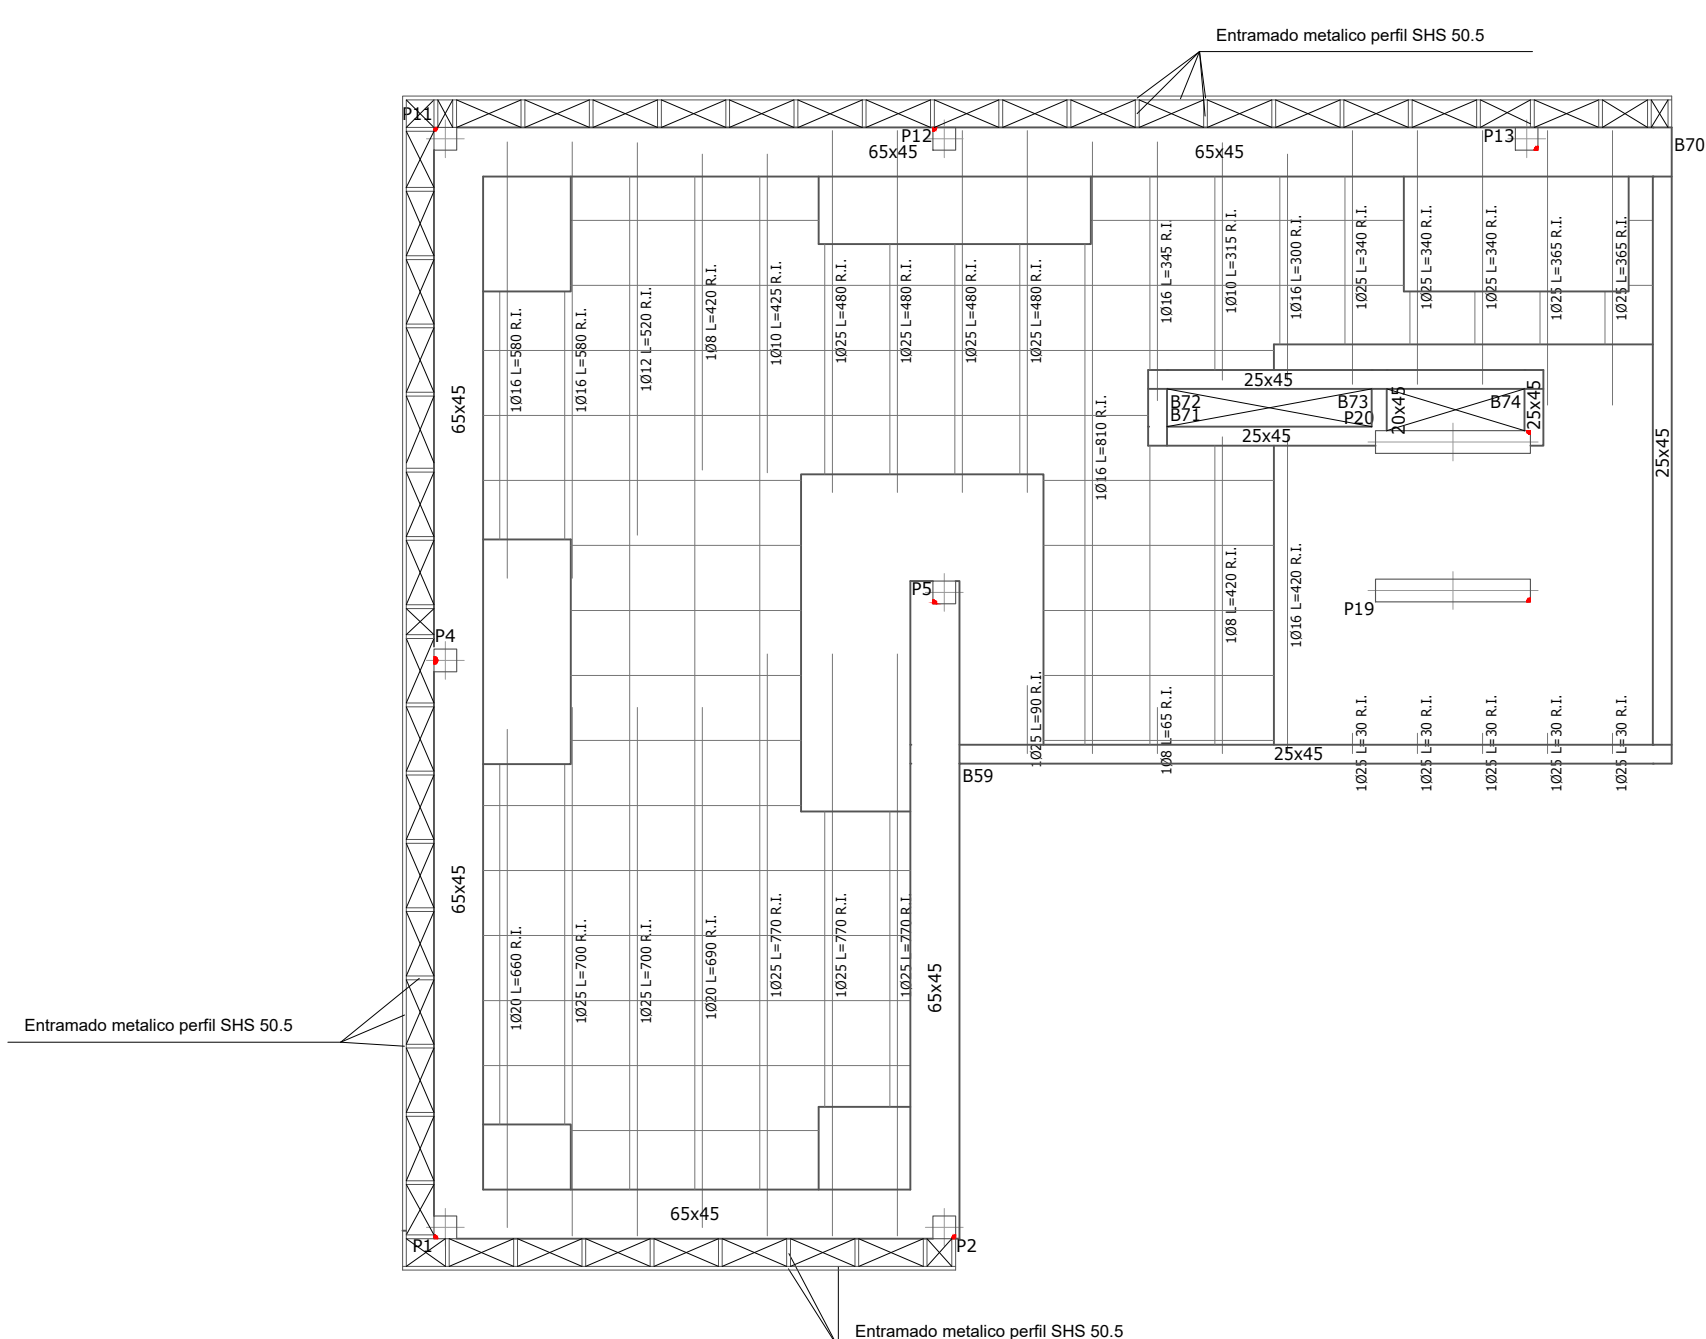 Entramado metalico perfil SHS 50.5
P11
P12
65x45
65x45
P13
B70
1Ø16 L=580 R.I.
1Ø16 L=580 R.I.
1Ø12 L=520 R.I.
1Ø8 L=420 R.I.
1Ø10 L=425 R.I.
1Ø25 L=480 R.I.
1Ø25 L=480 R.I.
1Ø25 L=480 R.I.
1Ø25 L=480 R.I.
1Ø16 L=810 R.I.
1Ø16 L=345 R.I.
1Ø10 L=315 R.I.
1Ø16 L=300 R.I.
1Ø25 L=340 R.I.
1Ø25 L=340 R.I.
1Ø25 L=340 R.I.
1Ø25 L=365 R.I.
1Ø25 L=365 R.I.
65x45
25x45
B72
B71
B73
P20
20x45
B74
25x45
25x45
25x45
P5
P19
P4
1Ø8 L=420 R.I.
1Ø16 L=420 R.I.
1Ø25 L=90 R.I.
1Ø8 L=65 R.I.
1Ø25 L=30 R.I.
1Ø25 L=30 R.I.
1Ø25 L=30 R.I.
1Ø25 L=30 R.I.
1Ø25 L=30 R.I.
25x45
B59
65x45
1Ø20 L=660 R.I.
1Ø25 L=700 R.I.
1Ø25 L=700 R.I.
1Ø20 L=690 R.I.
1Ø25 L=770 R.I.
1Ø25 L=770 R.I.
1Ø25 L=770 R.I.
65x45
Entramado metalico perfil SHS 50.5
65x45
P1
P2
Entramado metalico perfil SHS 50.5